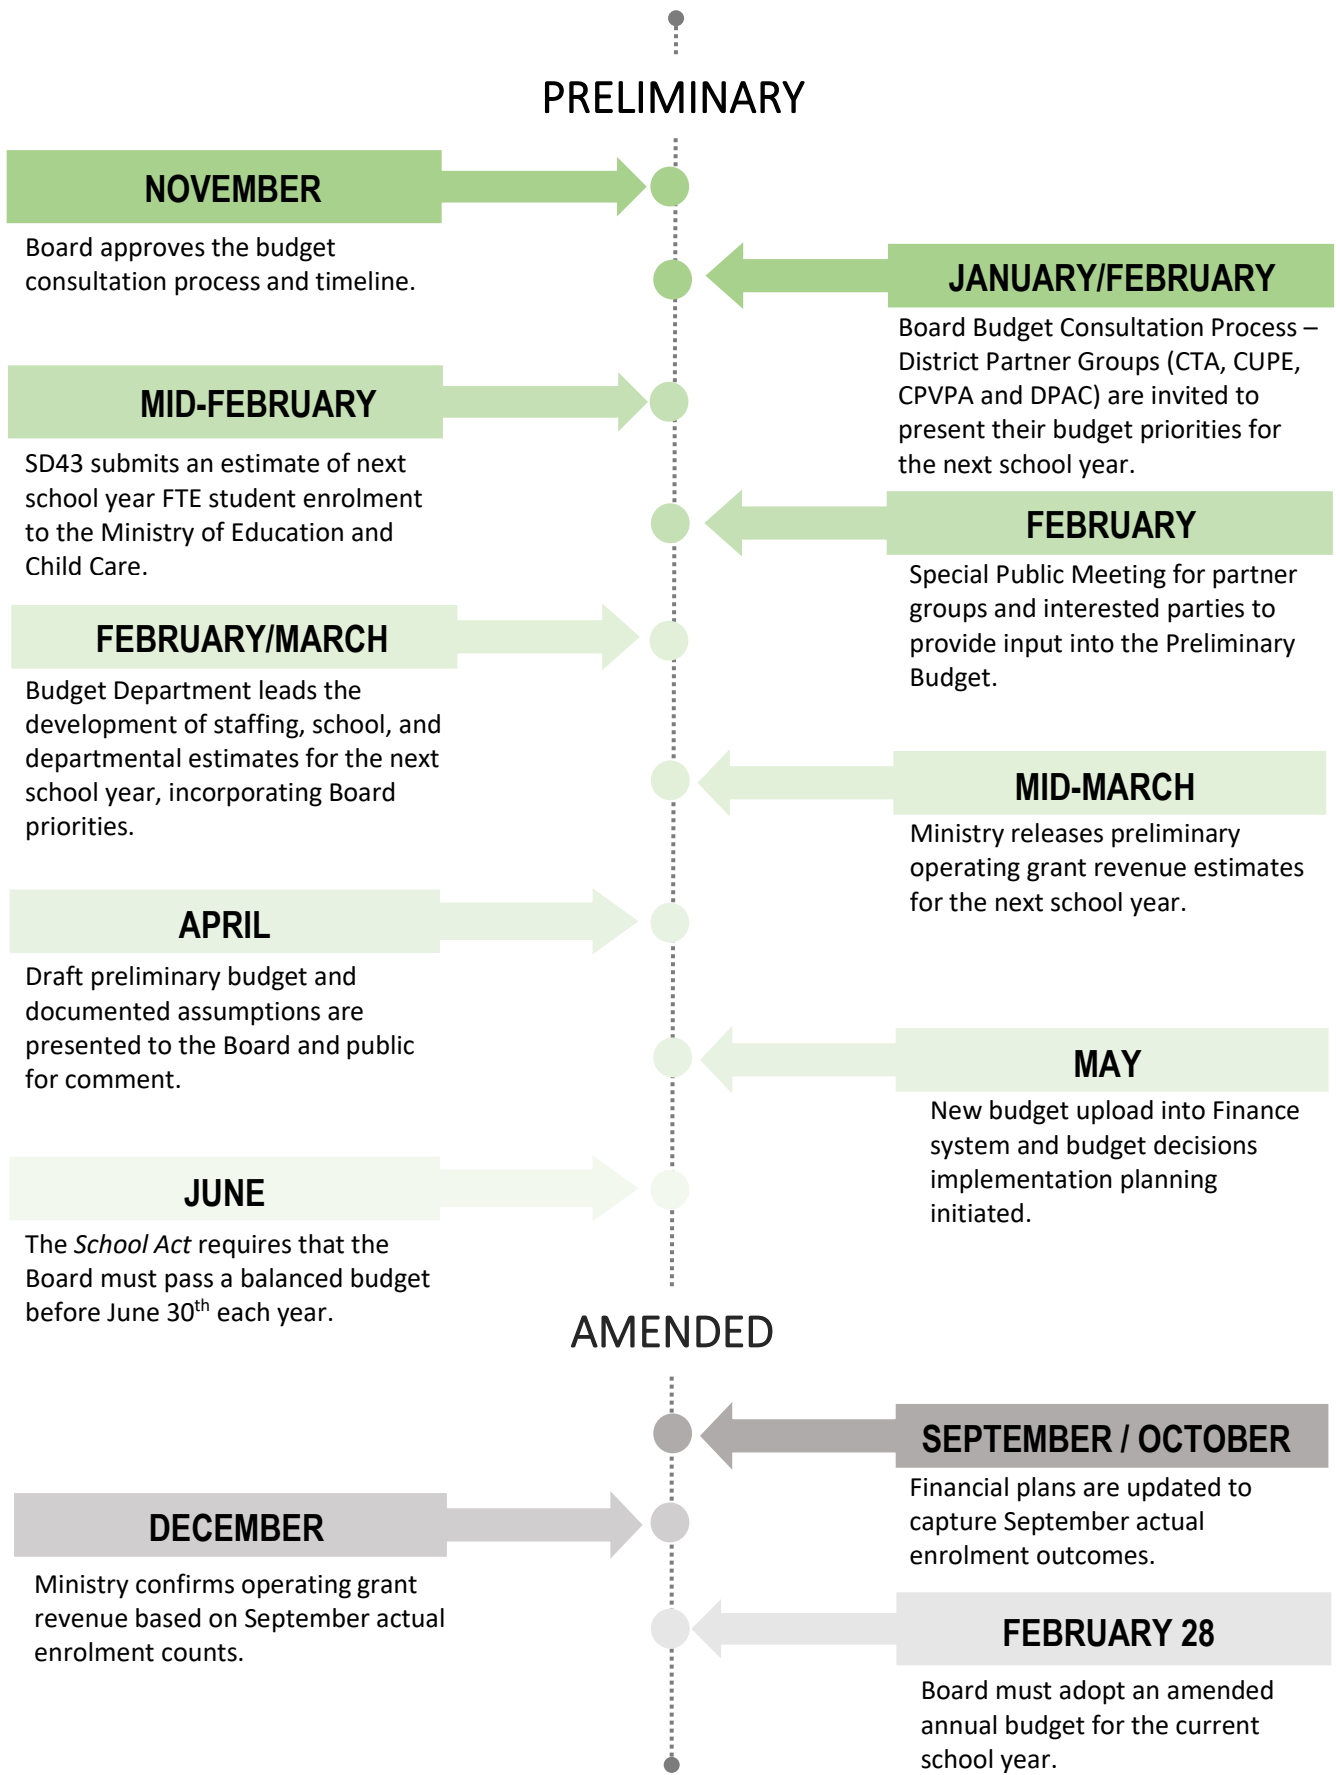 PRELIMINARY
NOVEMBER
Board approves the budget
consultation process and timeline.
JANUARY/FEBRUARY
Board Budget Consultation Process –
District Partner Groups (CTA, CUPE,
CPVPA and DPAC) are invited to
present their budget priorities for
the next school year.
MID-FEBRUARY
SD43 submits an estimate of next
school year FTE student enrolment
to the Ministry of Education and
Child Care.
FEBRUARY
Special Public Meeting for partner
groups and interested parties to
provide input into the Preliminary
Budget.
FEBRUARY/MARCH
Budget Department leads the
development of staffing, school, and
departmental estimates for the next
school year, incorporating Board
priorities.
MID-MARCH
Ministry releases preliminary
operating grant revenue estimates
for the next school year.
APRIL
Draft preliminary budget and
documented assumptions are
presented to the Board and public
for comment.
MAY
New budget upload into Finance
system and budget decisions
implementation planning
initiated.
JUNE
The School Act requires that the
Board must pass a balanced budget
before June 30th each year.
AMENDED
SEPTEMBER / OCTOBER
Financial plans are updated to
capture September actual
enrolment outcomes.
DECEMBER
Ministry confirms operating grant
revenue based on September actual
enrolment counts.
FEBRUARY 28
Board must adopt an amended
annual budget for the current
school year.